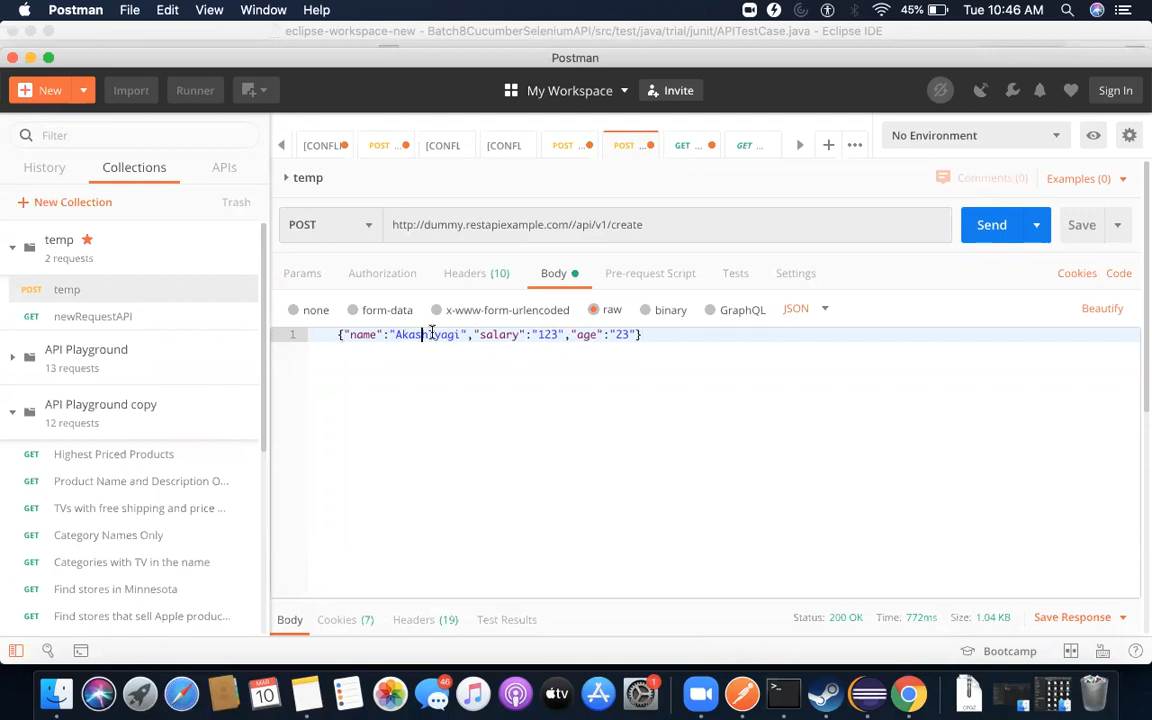 Postman File Edit View Window Help 45% Tue 10:46 AM
eclipse-workspace-new - Batch8CucumberSeleniumAPI/src/test/java/trial/junit/APITestCase.java - Eclipse IDE
Postman
New Import Runner My Workspace Invite Sign In
Filter
[CONFLI POST ... [CONFL [CONFL POST ... POST ... GET ... GET ... + •••
No Environment
History Collections APIs
temp Comments (0) Examples (0)
+ New Collection Trash
POST http://dummy.restapiexample.com//api/v1/create Send Save
temp
2 requests
Params Authorization Headers (10) Body Pre-request Script Tests Settings Cookies Code
POST temp
none form-data x-www-form-urlencoded raw binary GraphQL JSON Beautify
GET newRequestAPI
1 {"name":"Akashiyagi","salary":"123","age":"23"}
API Playground
13 requests
API Playground copy
12 requests
GET Highest Priced Products
GET Product Name and Description O...
GET TVs with free shipping and price ...
GET Category Names Only
GET Categories with TV in the name
GET Find stores in Minnesota
GET Find stores that sell Apple produc...
Body Cookies (7) Headers (19) Test Results Status: 200 OK Time: 772ms Size: 1.04 KB Save Response
Bootcamp
MAR
10
46
tv
1
CPGZ